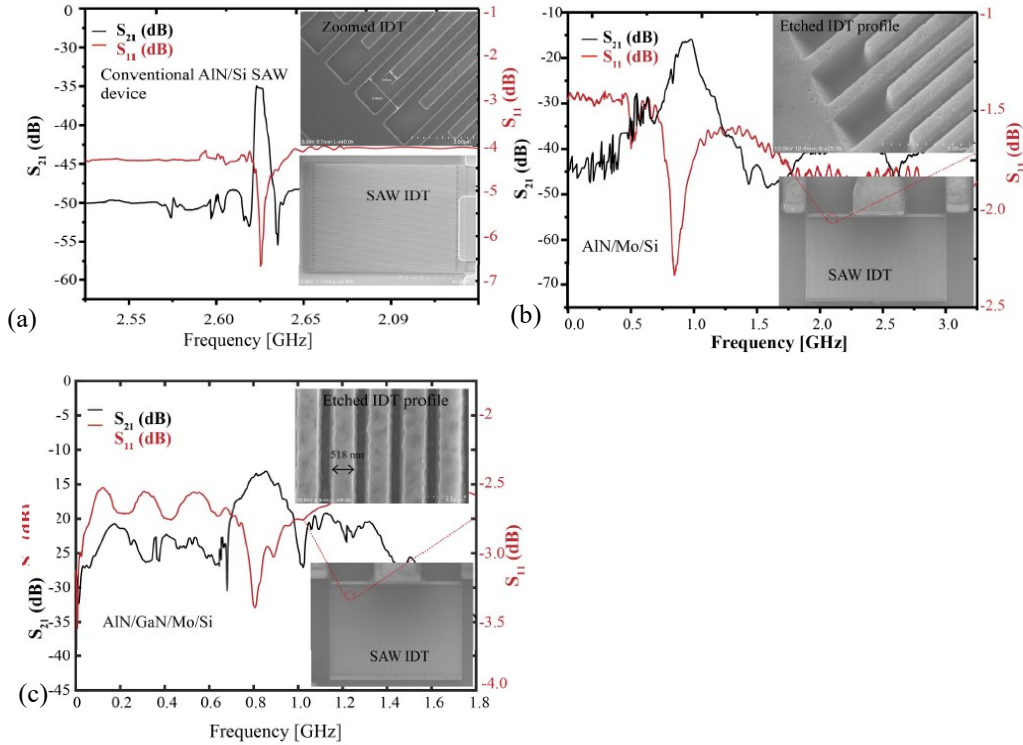 S21 (dB)
S11 (dB)
Conventional AlN/Si SAW
device
Zoomed IDT
SAW IDT
3.00μm
0
-5
-15
-25
-35
-45
-50
-55
-60
S21 (dB)
-1
-2
-3
-4
-5
-6
-7
S11 (dB)
2.55
2.60
2.65
2.09
Frequency [GHz]
(a)
S21 (dB)
S11 (dB)
Etched IDT profile
AlN/Mo/Si
SAW IDT
-10
-20
-30
-40
-50
-60
-70
S21 (dB)
-1
-1.5
-2.0
-2.5
S11 (dB)
0.0
0.5
1.0
1.5
2.0
2.5
3.0
Frequency [GHz]
(b)
S21 (dB)
S11 (dB)
Etched IDT profile
518 nm
AlN/GaN/Mo/Si
SAW IDT
0
-5
-10
-15
20
-25
-30
-35
-40
45
S21 (dB)
-2
-2.5
-3.0
-3.5
-4.0
S11 (dB)
0
0.2
0.4
0.6
0.8
1.0
1.2
1.4
1.6
1.8
Frequency [GHz]
(c)